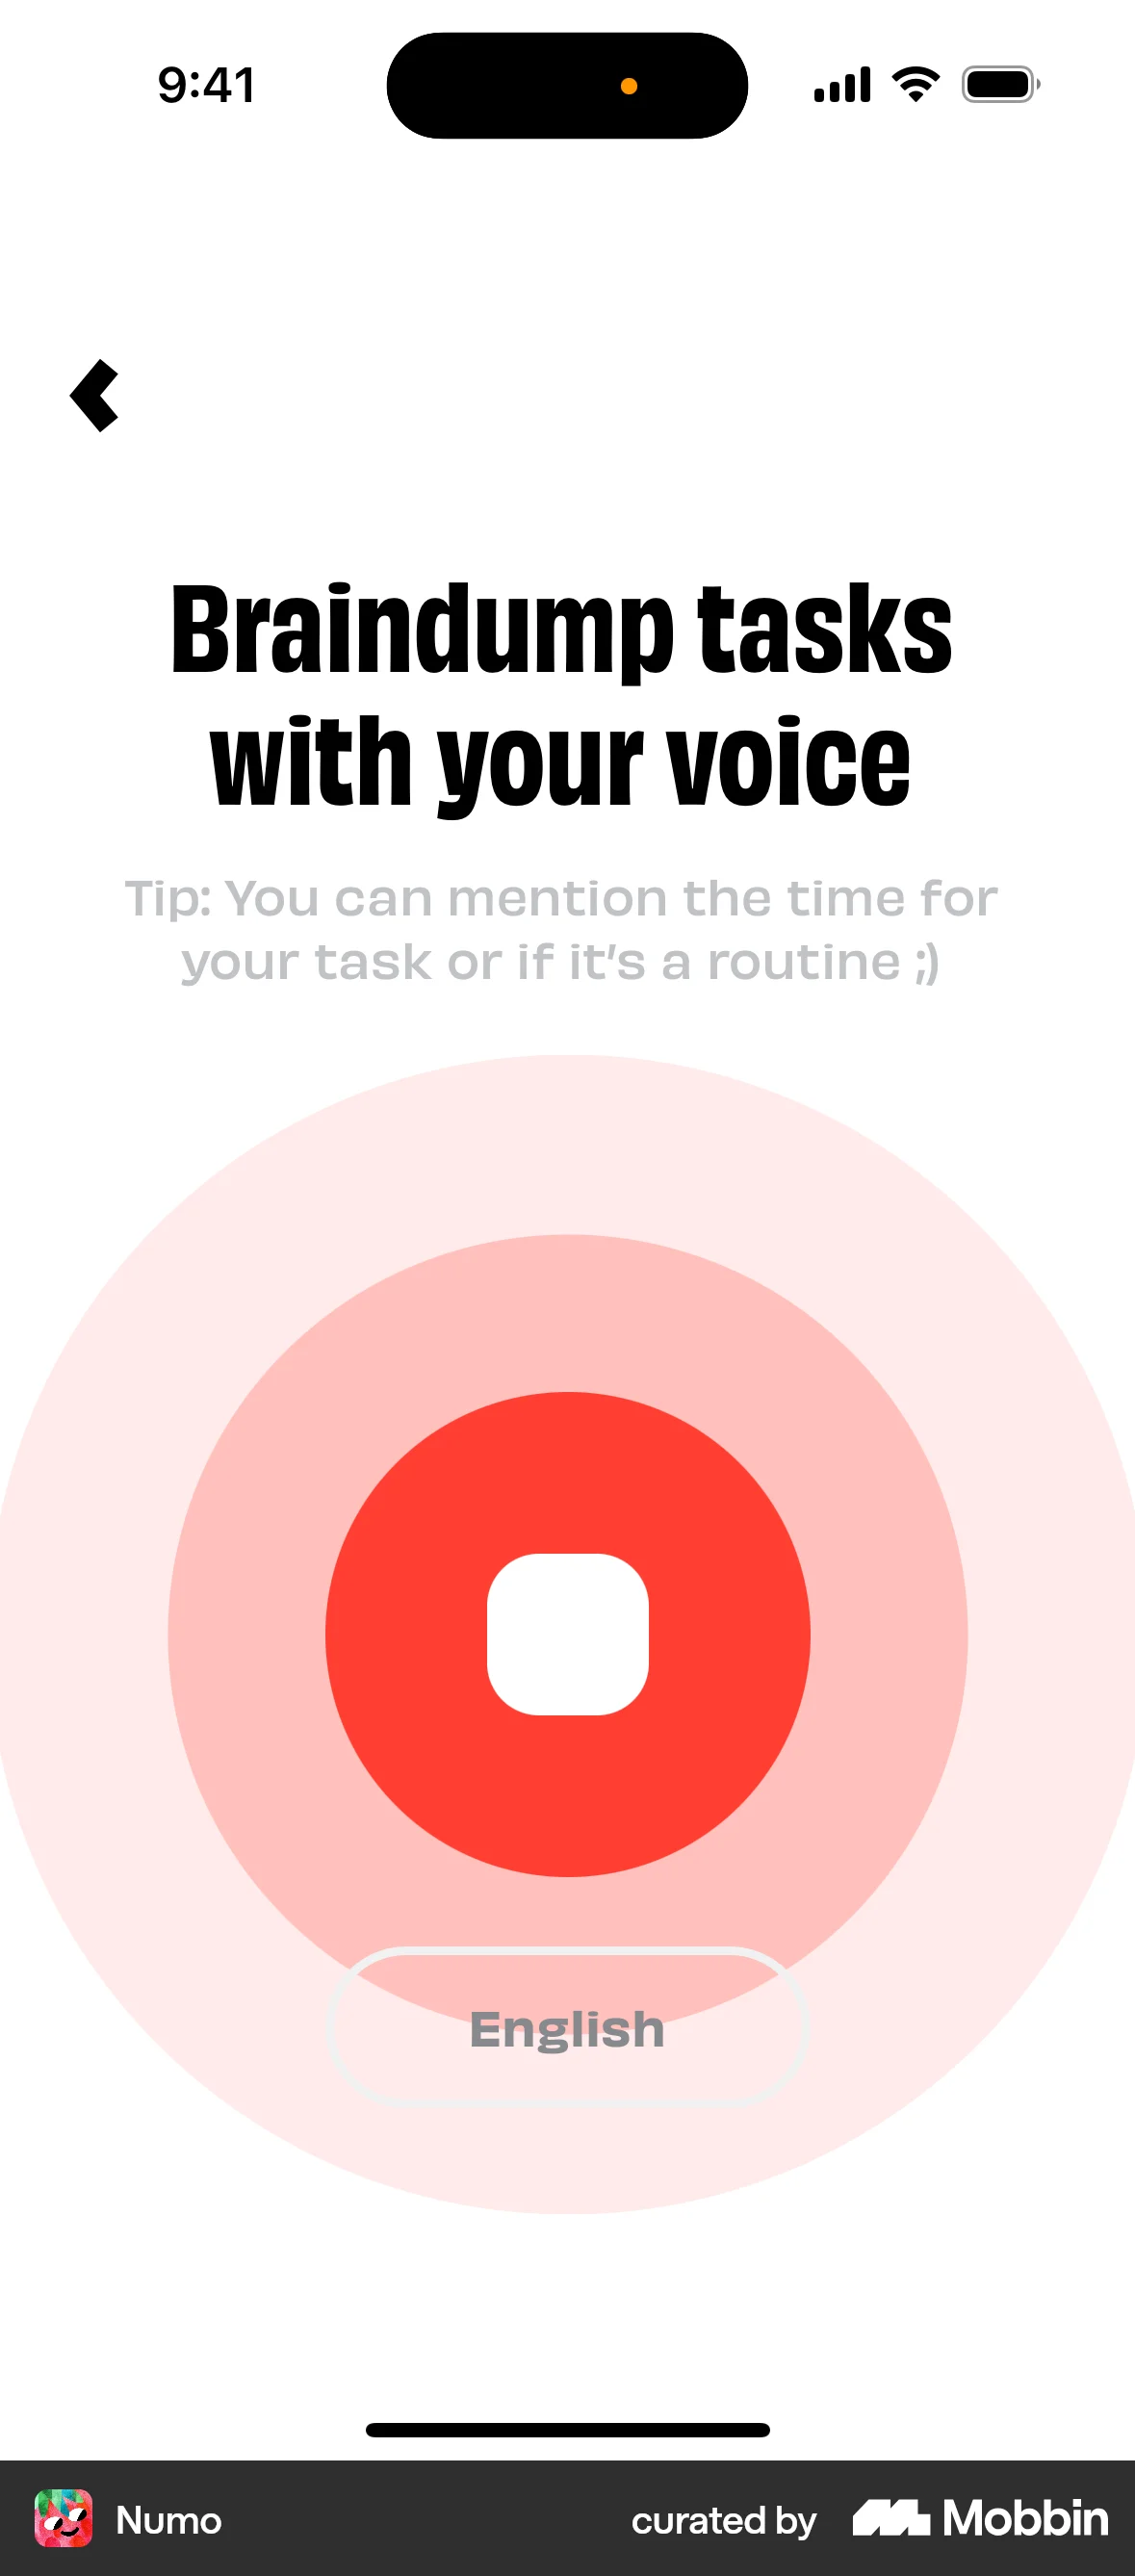 9:41
Braindump tasks
with your voice
Tip: You can mention the time for
your task or if it’s a routine ;)
English
Numo
curated by Mobbin